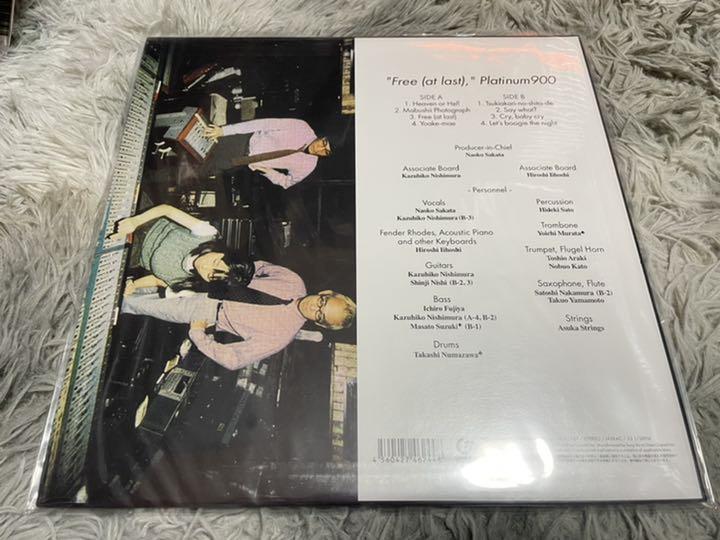 "Free (at last)," Platinum900
SIDE A
1. Heaven or Hell
2. Mabushii Photograph
3. Free (at last)
4. Yoake-mae
SIDE B
1. Tsukiakari-no-shita-de
2. Say what?
3. Cry, baby cry
4. Let's boogie the night
Producer-in-Chief
Naoko Sakata
Associate Board
Kazuhiko Nishimura
Associate Board
Hiroshi Iihoshi
- Personnel -
Vocals
Naoko Sakata
Kazuhiko Nishimura (B-3)
Fender Rhodes, Acoustic Piano
and other Keyboards
Hiroshi Iihoshi
Guitars
Kazuhiko Nishimura
Shinji Nishi (B-2, 3)
Bass
Ichiro Fujiya
Kazuhiko Nishimura (A-4, B-2)
Masato Suzuki* (B-1)
Drums
Takashi Numazawa*
Percussion
Hideki Sato
Trombone
Yoichi Murata*
Trumpet, Flugel Horn
Toshio Araki
Nobuo Kato
Saxophone, Flute
Satoshi Nakamura (B-2)
Takuo Yamamoto
Strings
Asuka Strings